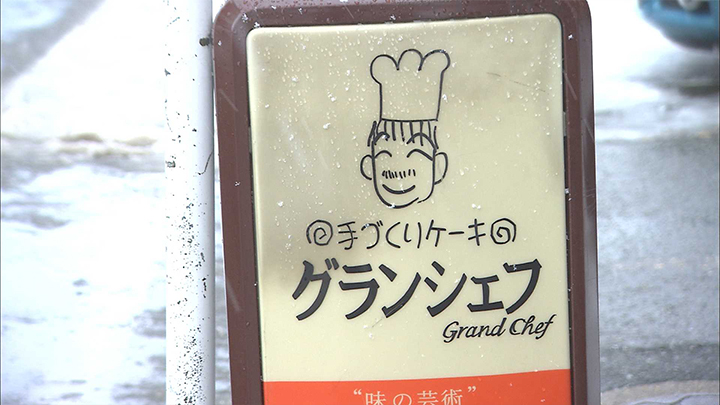 手づくりケーキ
グランシェフ
Grand Chef
"味の芸術"